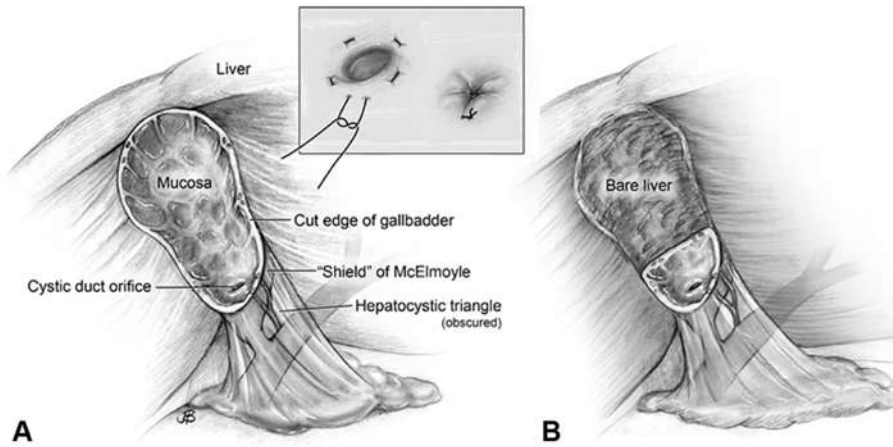 Liver
Mucosa
Cut edge of gallbadder
"Shield" of McElmoyle
Cystic duct orifice
Hepatocystic triangle
(obscured)
A
Bare liver
B